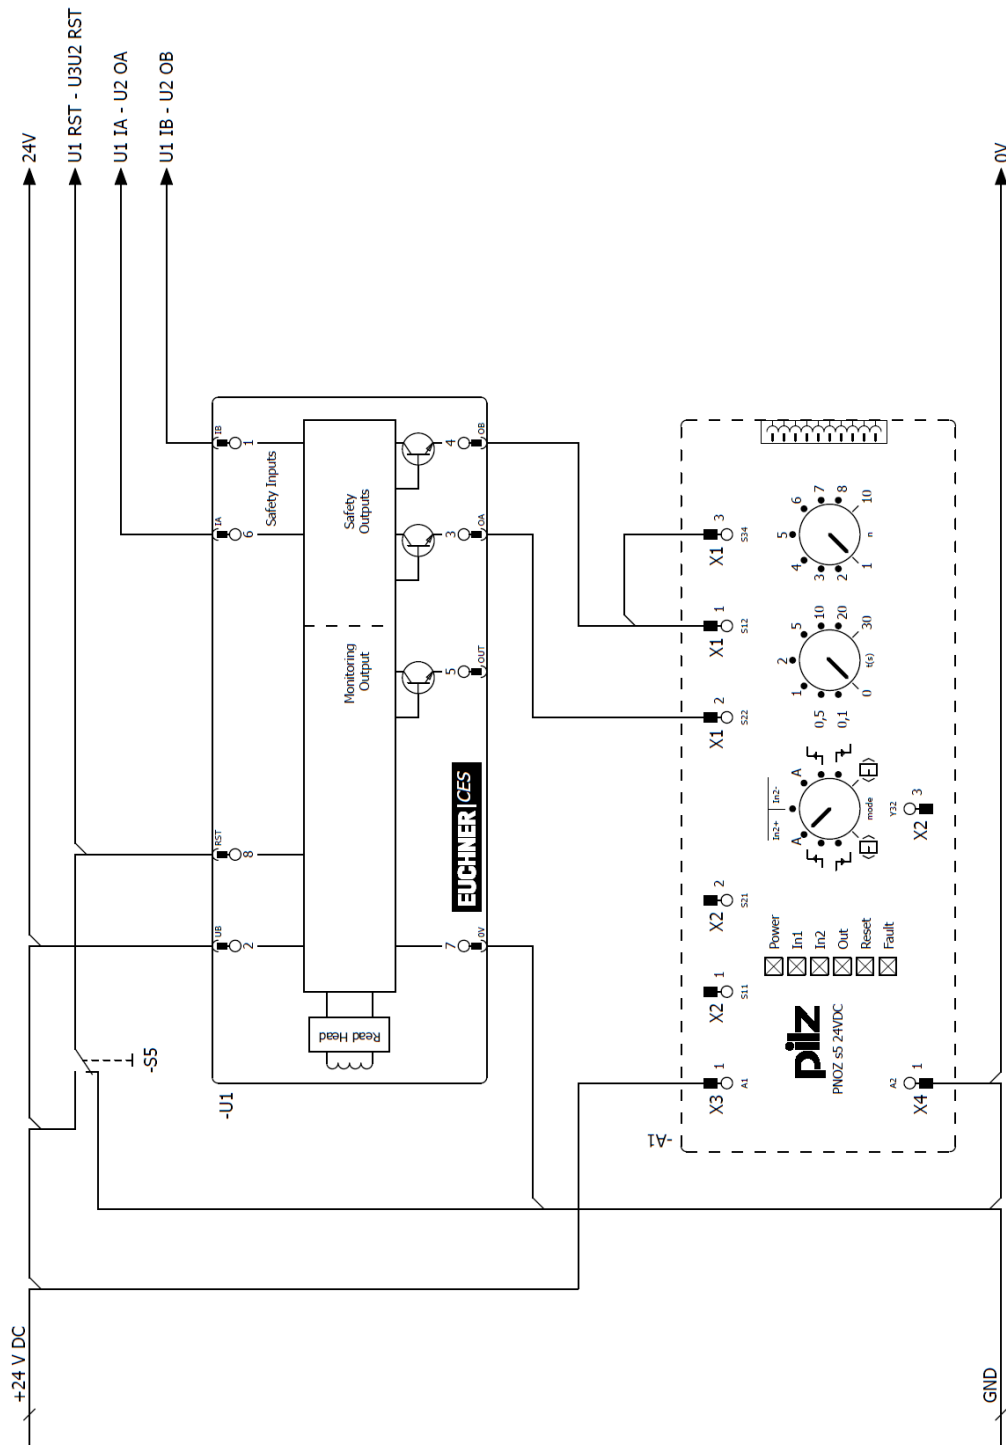 24V
U1 RST - U3U2 RST
U1 IA - U2 OA
U1 IB - U2 OB
0V
+24 V DC
GND
-S5
-U1
UB
2
RST
8
IA
6
IB
1
Safety Inputs
Read Head
Monitoring
Output
Safety
Outputs
7
0V
5
OUT
3
OA
4
OB
EUCHNER CES
-A1
X3
1
A1
X2
1
S11
X2
2
S21
X1
2
S22
X1
1
S12
X1
3
S34
pilz
PNOZ s5 24VDC
Power
In1
In2
Out
Reset
Fault
In2+
In2-
A
A
mode
0
0,1
0,5
1
2
5
10
20
30
t(s)
1
2
3
4
5
6
7
8
10
n
A2
X4
1
Y32
X2
3